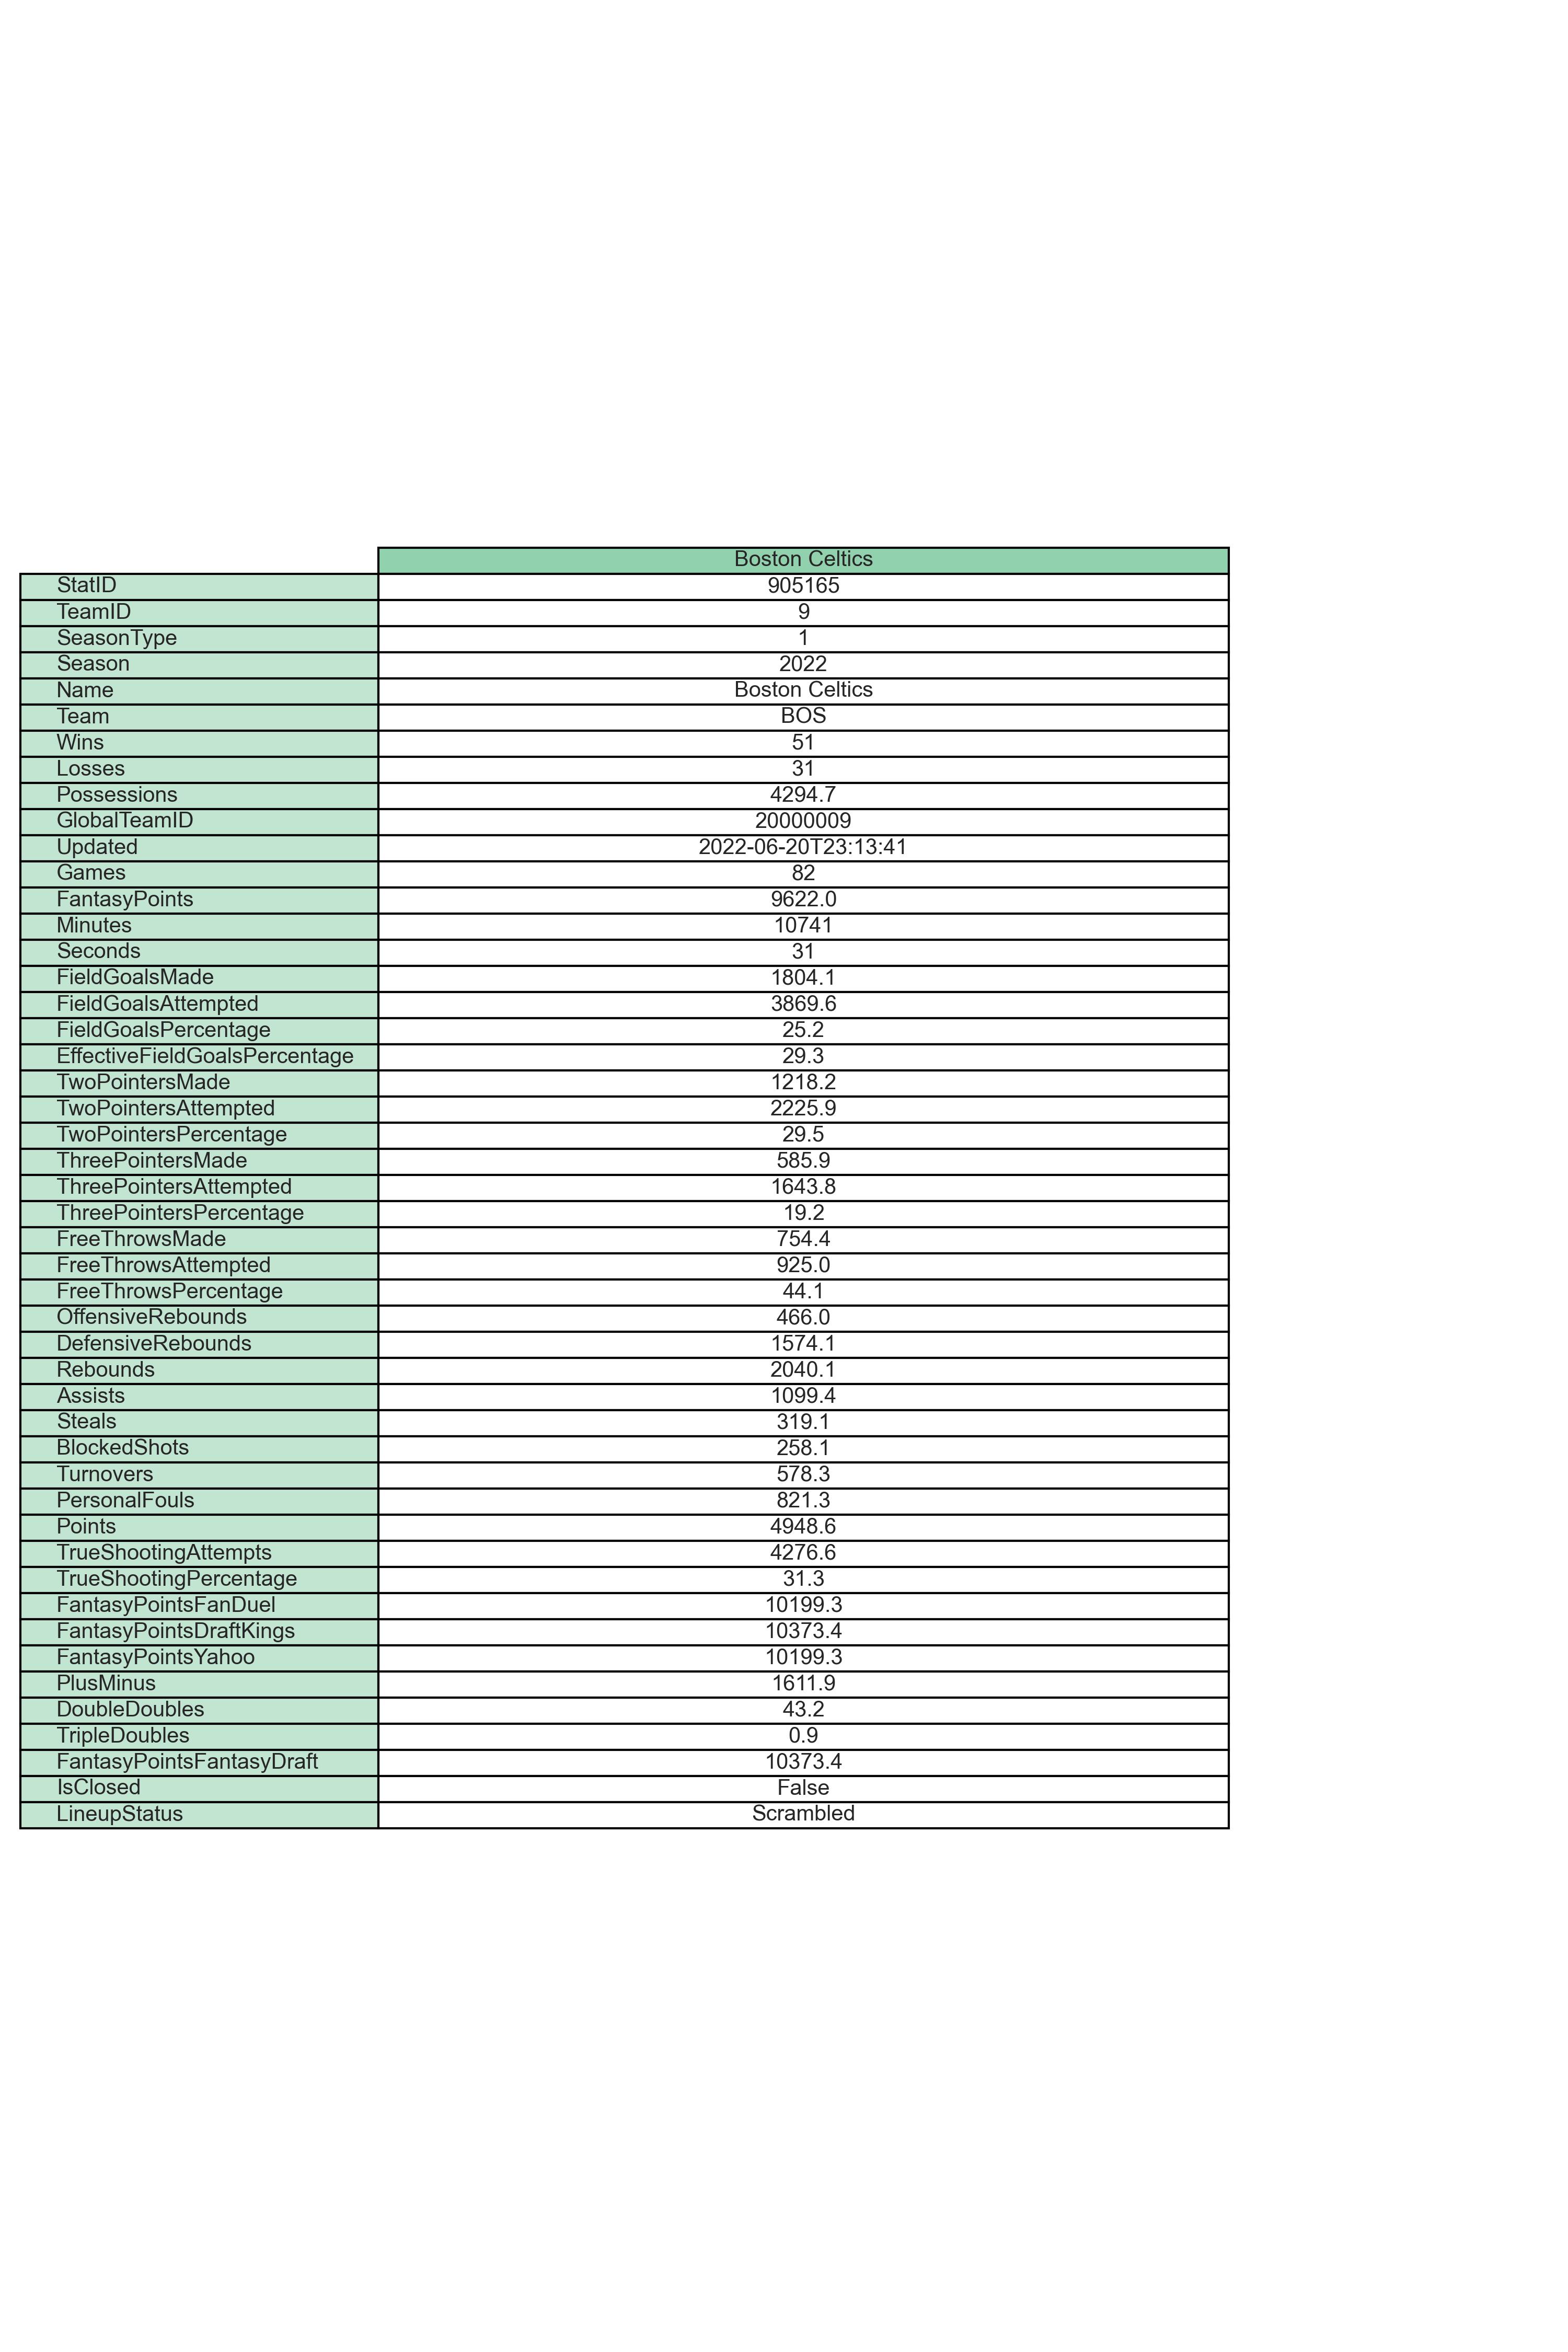 Boston Celtics
StatID 905165
TeamID 9
SeasonType 1
Season 2022
Name Boston Celtics
Team BOS
Wins 51
Losses 31
Possessions 4294.7
GlobalTeamID 20000009
Updated 2022-06-20T23:13:41
Games 82
FantasyPoints 9622.0
Minutes 10741
Seconds 31
FieldGoalsMade 1804.1
FieldGoalsAttempted 3869.6
FieldGoalsPercentage 25.2
EffectiveFieldGoalsPercentage 29.3
TwoPointersMade 1218.2
TwoPointersAttempted 2225.9
TwoPointersPercentage 29.5
ThreePointersMade 585.9
ThreePointersAttempted 1643.8
ThreePointersPercentage 19.2
FreeThrowsMade 754.4
FreeThrowsAttempted 925.0
FreeThrowsPercentage 44.1
OffensiveRebounds 466.0
DefensiveRebounds 1574.1
Rebounds 2040.1
Assists 1099.4
Steals 319.1
BlockedShots 258.1
Turnovers 578.3
PersonalFouls 821.3
Points 4948.6
TrueShootingAttempts 4276.6
TrueShootingPercentage 31.3
FantasyPointsFanDuel 10199.3
FantasyPointsDraftKings 10373.4
FantasyPointsYahoo 10199.3
PlusMinus 1611.9
DoubleDoubles 43.2
TripleDoubles 0.9
FantasyPointsFantasyDraft 10373.4
IsClosed False
LineupStatus Scrambled